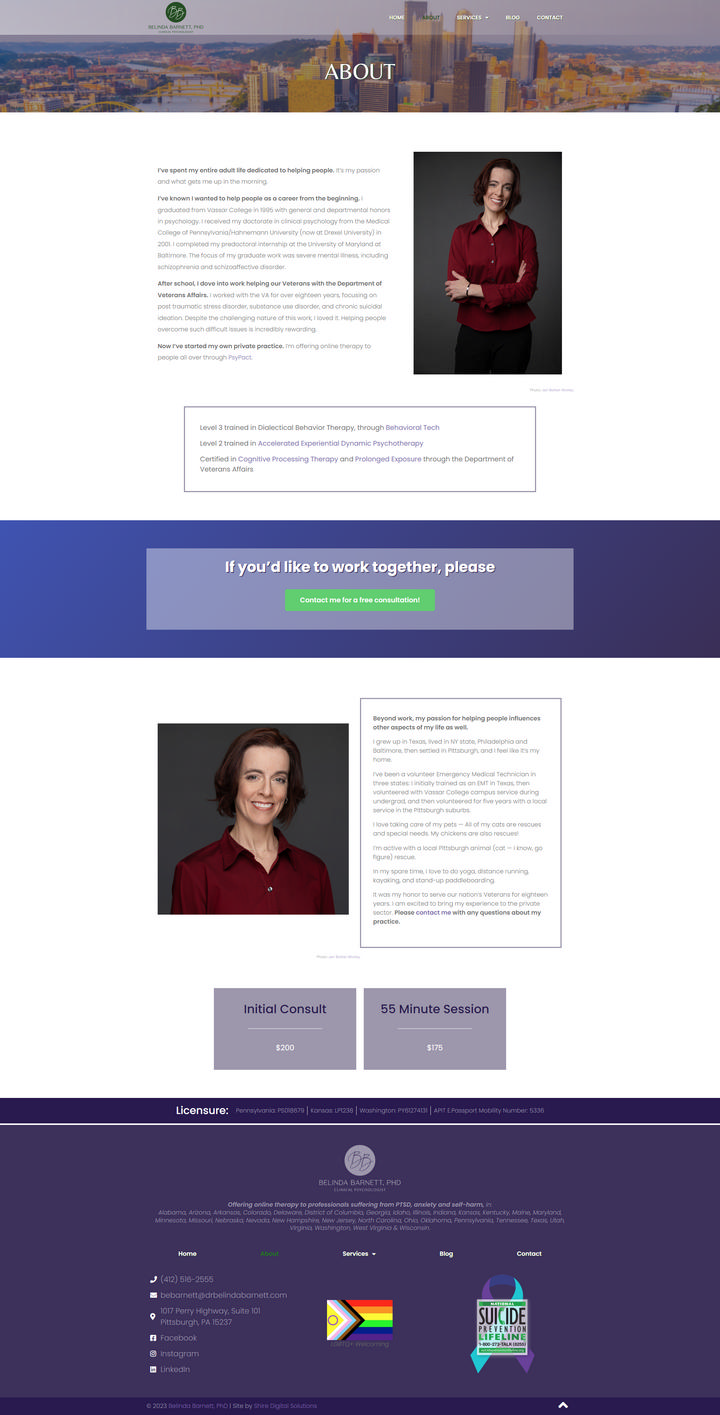 BB
BELINDA BARNETT, PHD
CLINICAL PSYCHOLOGIST
HOME ABOUT SERVICES BLOG CONTACT
ABOUT
I've spent my entire adult life dedicated to helping people. It's my passion
and what gets me up in the morning.
I've known I wanted to help people as a career from the beginning. I
graduated from Vassar College in 1995 with general and departmental honors
in psychology. I received my doctorate in clinical psychology from the Medical
College of Pennsylvania/Hahnemann University (now at Drexel University) in
2001. I completed my predoctoral internship at the University of Maryland at
Baltimore. The focus of my graduate work was severe mental illness, including
schizophrenia and schizoaffective disorder.
After school, I dove into work helping our Veterans with the Department of
Veterans Affairs. I worked with the VA for over eighteen years, focusing on
post traumatic stress disorder, substance use disorder, and chronic suicidal
ideation. Despite the challenging nature of this work, I loved it. Helping people
overcome such difficult issues is incredibly rewarding.
Now I've started my own private practice. I'm offering online therapy to
people all over through PsyPact.
Level 3 trained in Dialectical Behavior Therapy, through Behavioral Tech
Level 2 trained in Accelerated Experiential Dynamic Psychotherapy
Certified in Cognitive Processing Therapy and Prolonged Exposure through the Department of
Veterans Affairs
If you'd like to work together, please
Contact me for a free consultation!
Beyond work, my passion for helping people influences
other aspects of my life as well.
I grew up in Texas, lived in NY state, Philadelphia and
Baltimore, then settled in Pittsburgh, and I feel like it's my
home.
I've been a volunteer Emergency Medical Technician in
three states: I initially trained as an EMT in Texas, then
volunteered with Vassar College campus service during
undergrad, and then volunteered for five years with a local
service in the Pittsburgh suburbs.
I love taking care of my pets — All of my cats are rescues
and special needs. My chickens are also rescues!
I'm active with a local Pittsburgh animal (cat — I know, go
figure) rescue.
In my spare time, I love to do yoga, distance running,
kayaking, and stand-up paddleboarding.
It was my honor to serve our nation's Veterans for eighteen
years. I am excited to bring my experience to the private
sector. Please contact me with any questions about my
practice.
Initial Consult
$200
55 Minute Session
$175
Licensure: Pennsylvania: PS018679 | Kansas: LP1238 | Washington: PY61274131 | APIT E.Passport Mobility Number: 5336
BB
BELINDA BARNETT, PHD
CLINICAL PSYCHOLOGIST
Offering online therapy to professionals suffering from PTSD, anxiety and self-harm, in:
Alabama, Arizona, Arkansas, Colorado, Delaware, District of Columbia, Georgia, Idaho, Illinois, Indiana, Kansas, Kentucky, Maine, Maryland,
Minnesota, Missouri, Nebraska, Nevada, New Hampshire, New Jersey, North Carolina, Ohio, Oklahoma, Pennsylvania, Tennessee, Texas, Utah,
Virginia, Washington, West Virginia & Wisconsin.
Home About Services Blog Contact
(412) 516-2555
bebarnett@drbelindabarnett.com
1017 Perry Highway, Suite 101
Pittsburgh, PA 15237
Facebook
Instagram
LinkedIn
LGBTQ+ Welcoming
NATIONAL
SUICIDE
PREVENTION
LIFELINE
1-800-273-TALK (8255)
© 2023 Belinda Barnett, PhD | Site by Shire Digital Solutions